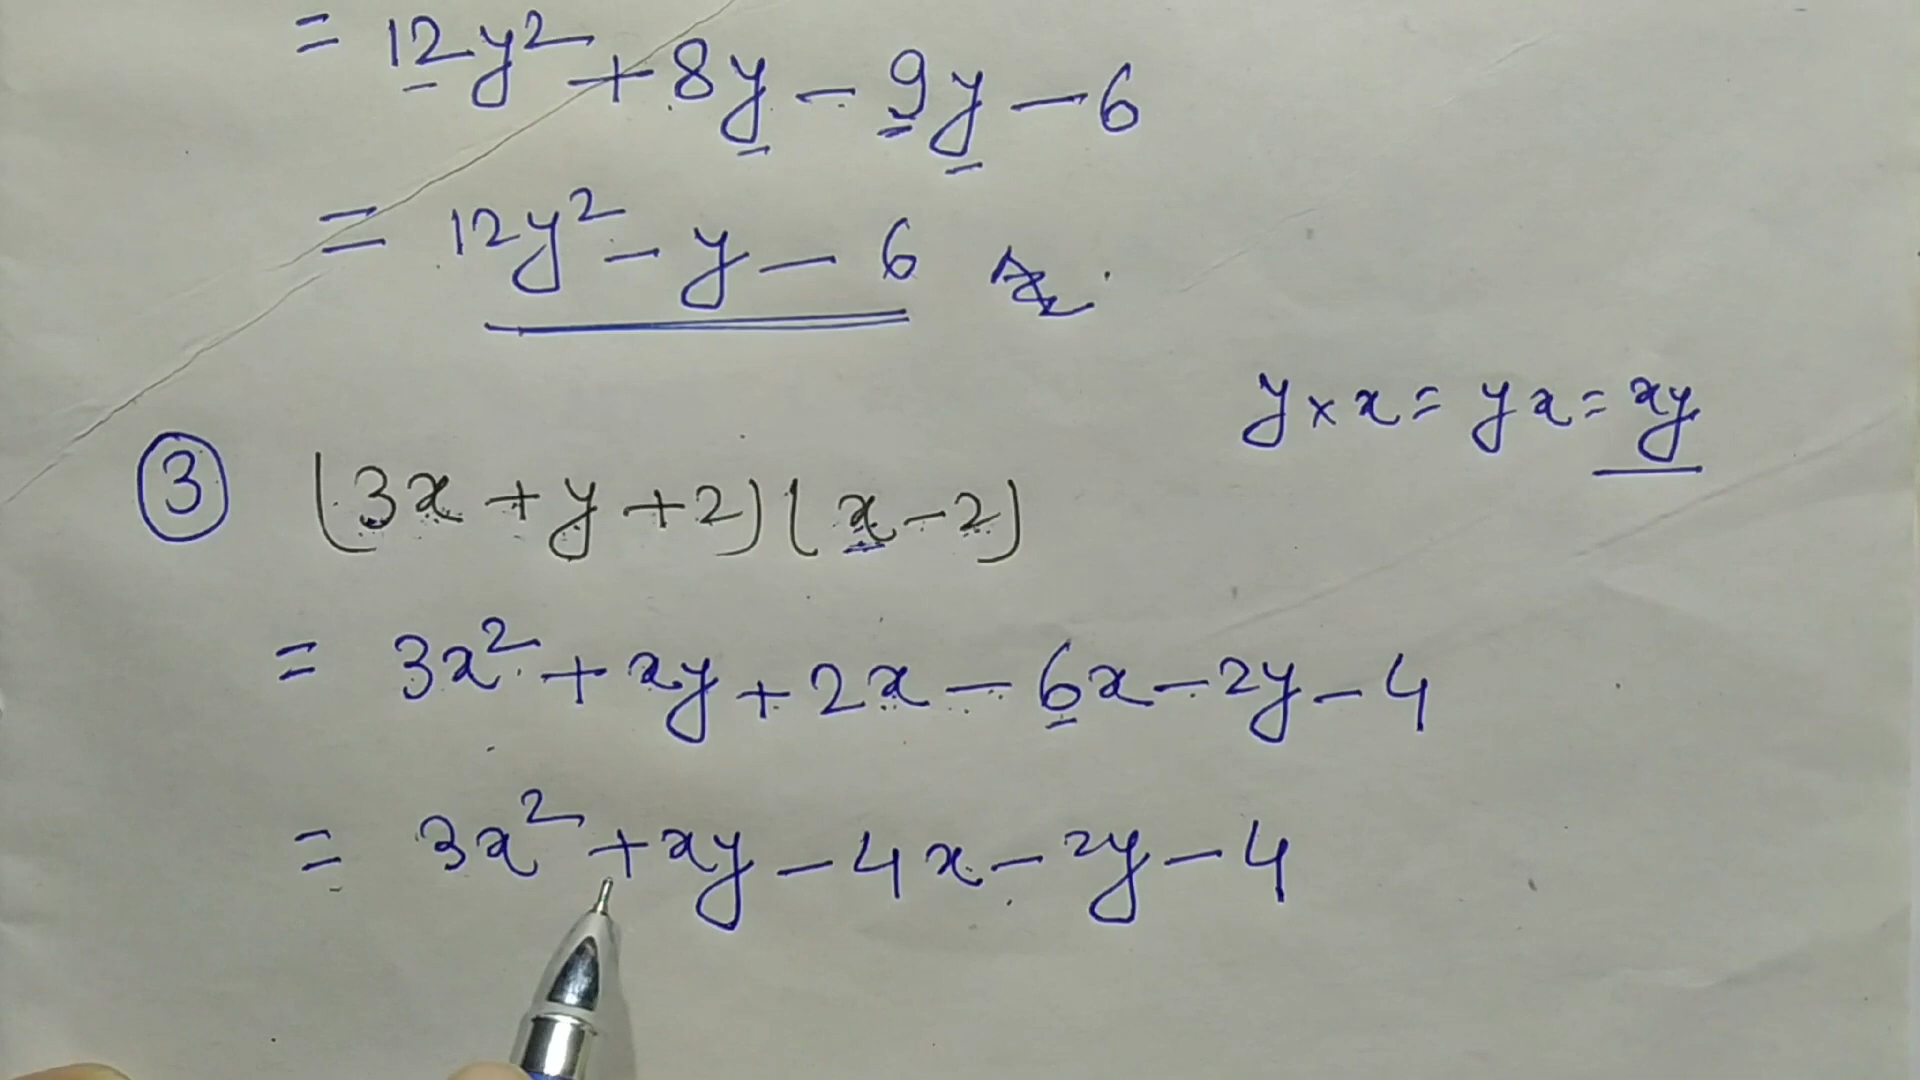 = 12y² + 8y - 9y - 6
= 12y² - y - 6
y × x = yx = xy
③ (3x + y + 2)(x - 2)
= 3x² + xy + 2x - 6x - 2y - 4
= 3x² + xy - 4x - 2y - 4